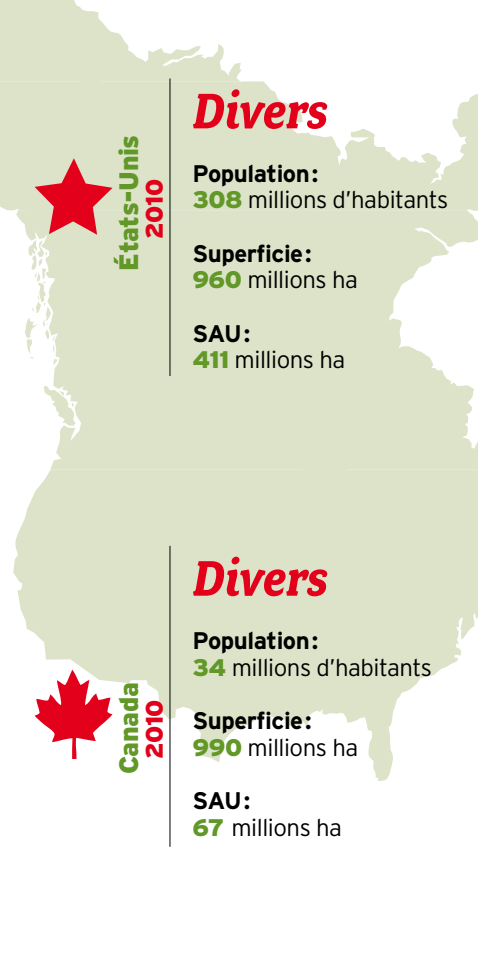 États-Unis
2010
Divers
Population:
308 millions d’habitants
Superficie:
960 millions ha
SAU:
411 millions ha
Canada
2010
Divers
Population:
34 millions d’habitants
Superficie:
990 millions ha
SAU:
67 millions ha